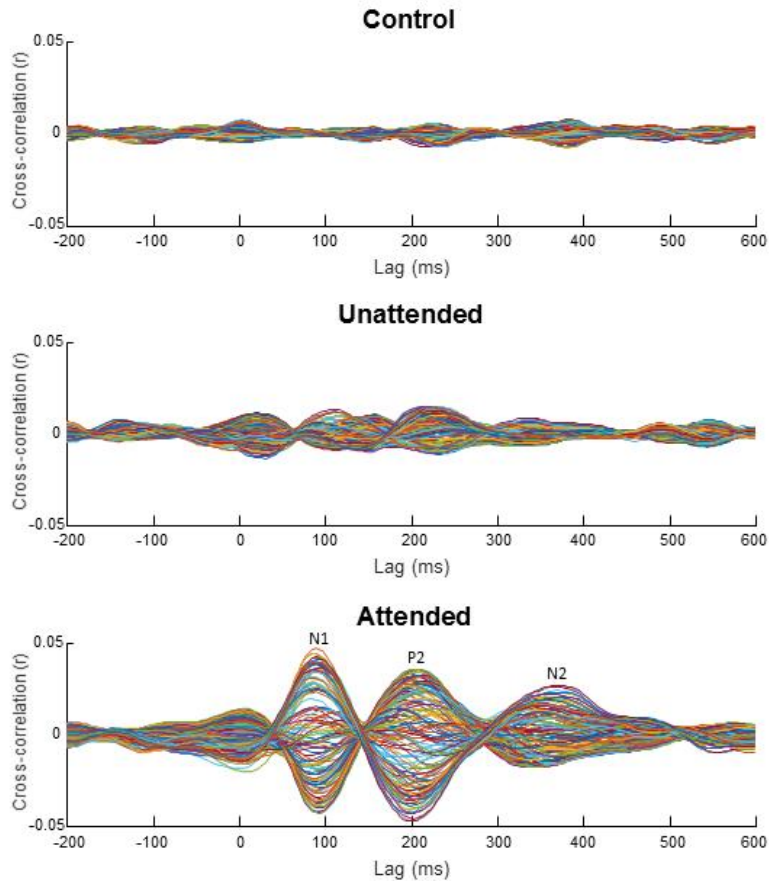 Control
0.05
0
-0.05
Cross-correlation (r)
-200 -100 0 100 200 300 400 500 600
Lag (ms)
Unattended
0.05
0
-0.05
Cross-correlation (r)
-200 -100 0 100 200 300 400 500 600
Lag (ms)
Attended
0.05
0
-0.05
Cross-correlation (r)
N1 P2 N2
-200 -100 0 100 200 300 400 500 600
Lag (ms)